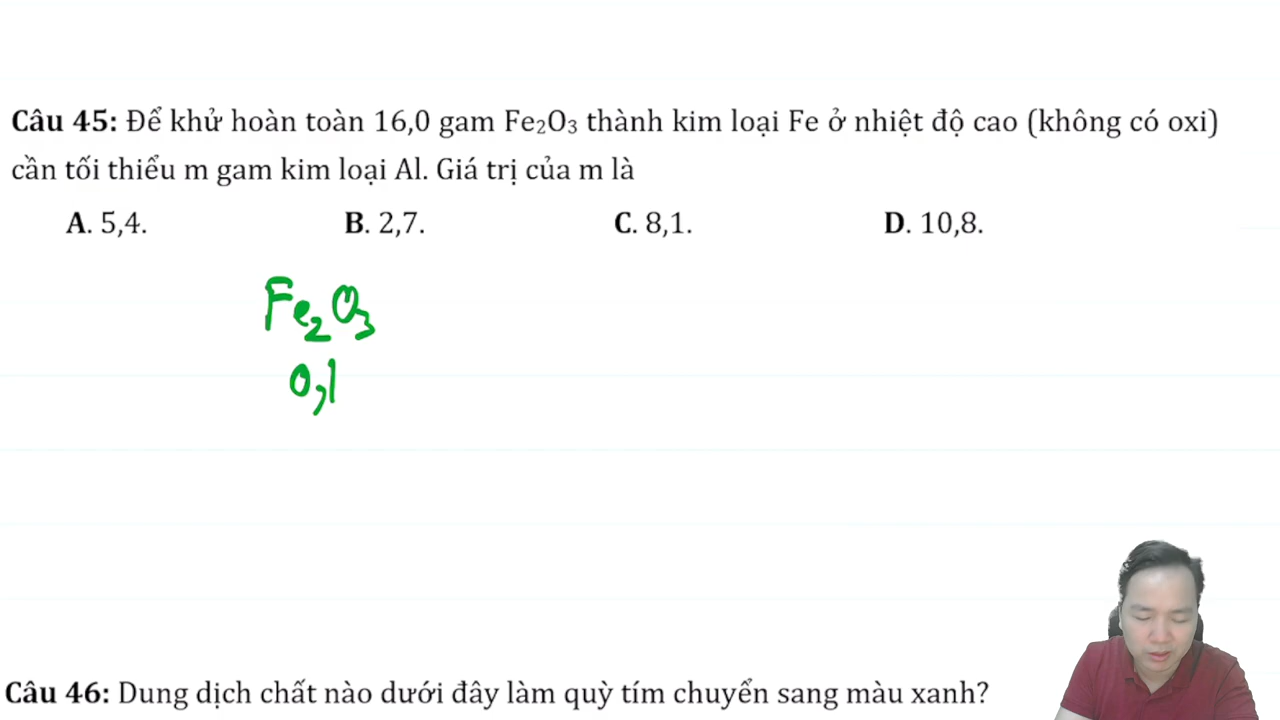 Câu 45: Để khử hoàn toàn 16,0 gam Fe₂O₃ thành kim loại Fe ở nhiệt độ cao (không có oxi)
cần tối thiểu m gam kim loại Al. Giá trị của m là
A. 5,4. B. 2,7. C. 8,1. D. 10,8.
Fe₂O₃
0,1
Câu 46: Dung dịch chất nào dưới đây làm quỳ tím chuyển sang màu xanh?